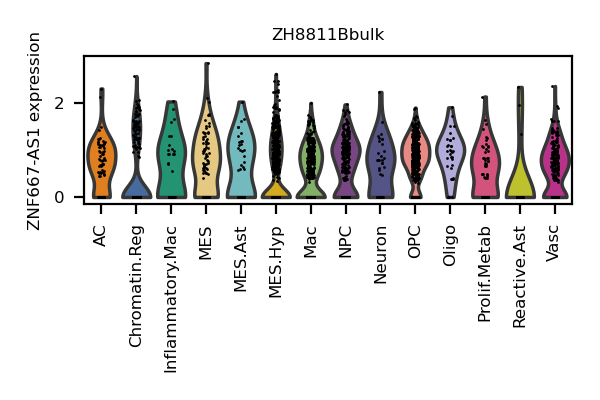 ZH8811Bbulk
ZNF667-AS1 expression
2
0
AC
Chromatin.Reg
Inflammatory.Mac
MES
MES.Ast
MES.Hyp
Mac
NPC
Neuron
OPC
Oligo
Prolif.Metab
Reactive.Ast
Vasc